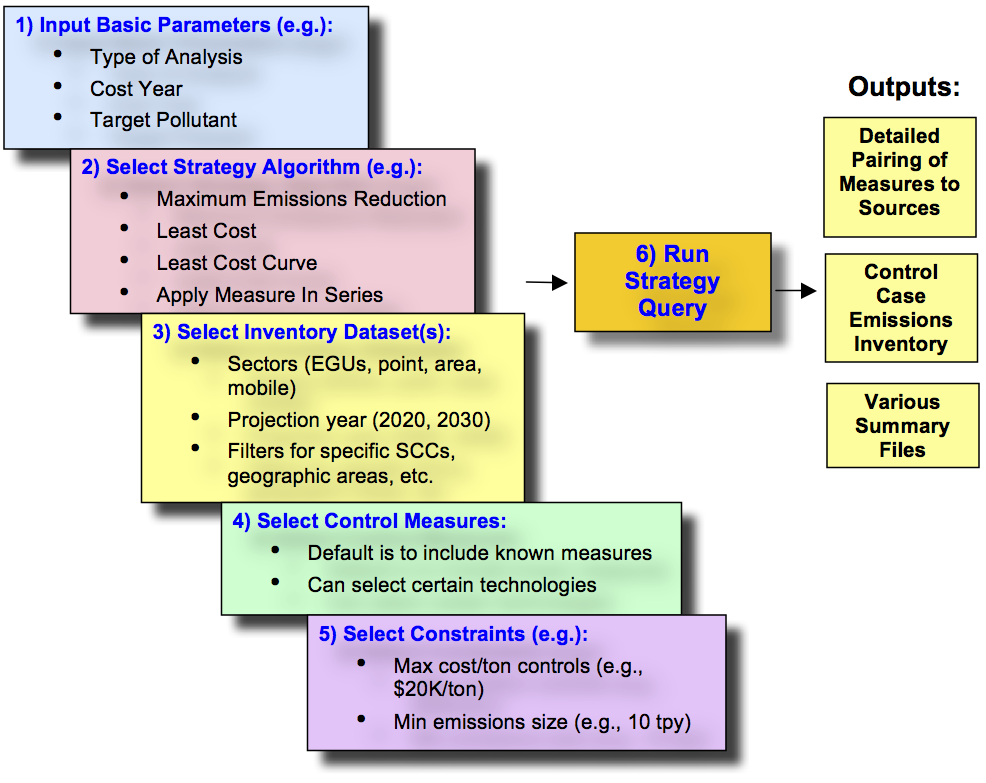 1) Input Basic Parameters (e.g.):
• Type of Analysis
• Cost Year
• Target Pollutant
2) Select Strategy Algorithm (e.g.):
• Maximum Emissions Reduction
• Least Cost
• Least Cost Curve
• Apply Measure In Series
3) Select Inventory Dataset(s):
• Sectors (EGUs, point, area,
mobile)
• Projection year (2020, 2030)
• Filters for specific SCCs,
geographic areas, etc.
4) Select Control Measures:
• Default is to include known measures
• Can select certain technologies
5) Select Constraints (e.g.):
• Max cost/ton controls (e.g.,
$20K/ton)
• Min emissions size (e.g., 10 tpy)
6) Run
Strategy
Query
Outputs:
Detailed
Pairing of
Measures to
Sources
Control
Case
Emissions
Inventory
Various
Summary
Files